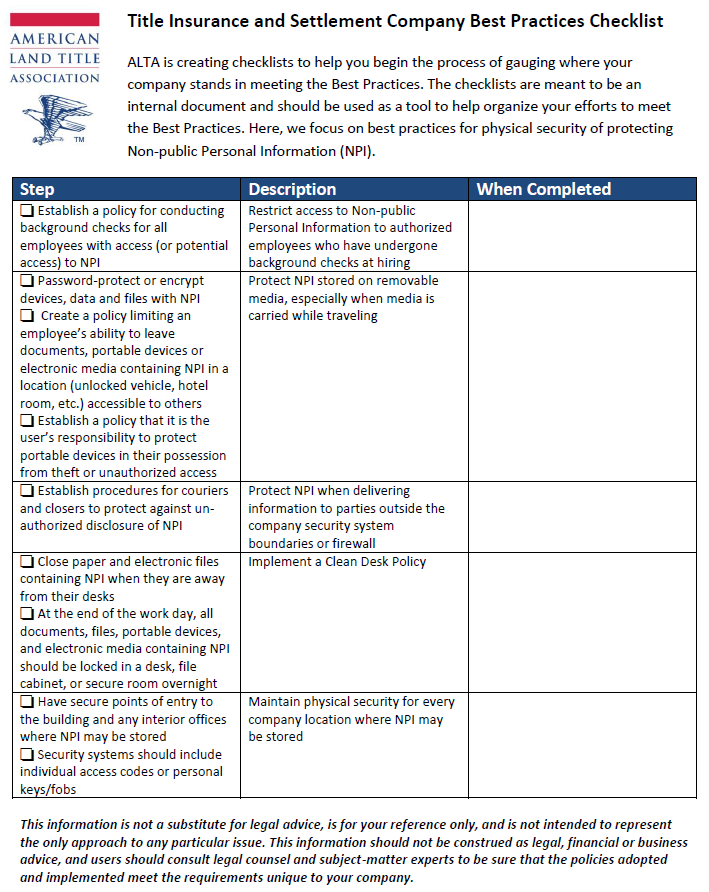 AMERICAN
LAND TITLE
ASSOCIATION
TM
Title Insurance and Settlement Company Best Practices Checklist
ALTA is creating checklists to help you begin the process of gauging where your
company stands in meeting the Best Practices. The checklists are meant to be an
internal document and should be used as a tool to help organize your efforts to meet
the Best Practices. Here, we focus on best practices for physical security of protecting
Non-public Personal Information (NPI).
Step
Description
When Completed
❑ Establish a policy for conducting
background checks for all
employees with access (or potential
access) to NPI
Restrict access to Non-public
Personal Information to authorized
employees who have undergone
background checks at hiring
❑ Password-protect or encrypt
devices, data and files with NPI
❑ Create a policy limiting an
employee's ability to leave
documents, portable devices or
electronic media containing NPI in a
location (unlocked vehicle, hotel
room, etc.) accessible to others
❑ Establish a policy that it is the
user's responsibility to protect
portable devices in their possession
from theft or unauthorized access
Protect NPI stored on removable
media, especially when media is
carried while traveling
❑ Establish procedures for couriers
and closers to protect against un-
authorized disclosure of NPI
Protect NPI when delivering
information to parties outside the
company security system
boundaries or firewall
❑ Close paper and electronic files
containing NPI when they are away
from their desks
❑ At the end of the work day, all
documents, files, portable devices,
and electronic media containing NPI
should be locked in a desk, file
cabinet, or secure room overnight
Implement a Clean Desk Policy
❑ Have secure points of entry to
the building and any interior offices
where NPI may be stored
❑ Security systems should include
individual access codes or personal
keys/fobs
Maintain physical security for every
company location where NPI may
be stored
This information is not a substitute for legal advice, is for your reference only, and is not intended to represent
the only approach to any particular issue. This information should not be construed as legal, financial or business
advice, and users should consult legal counsel and subject-matter experts to be sure that the policies adopted
and implemented meet the requirements unique to your company.